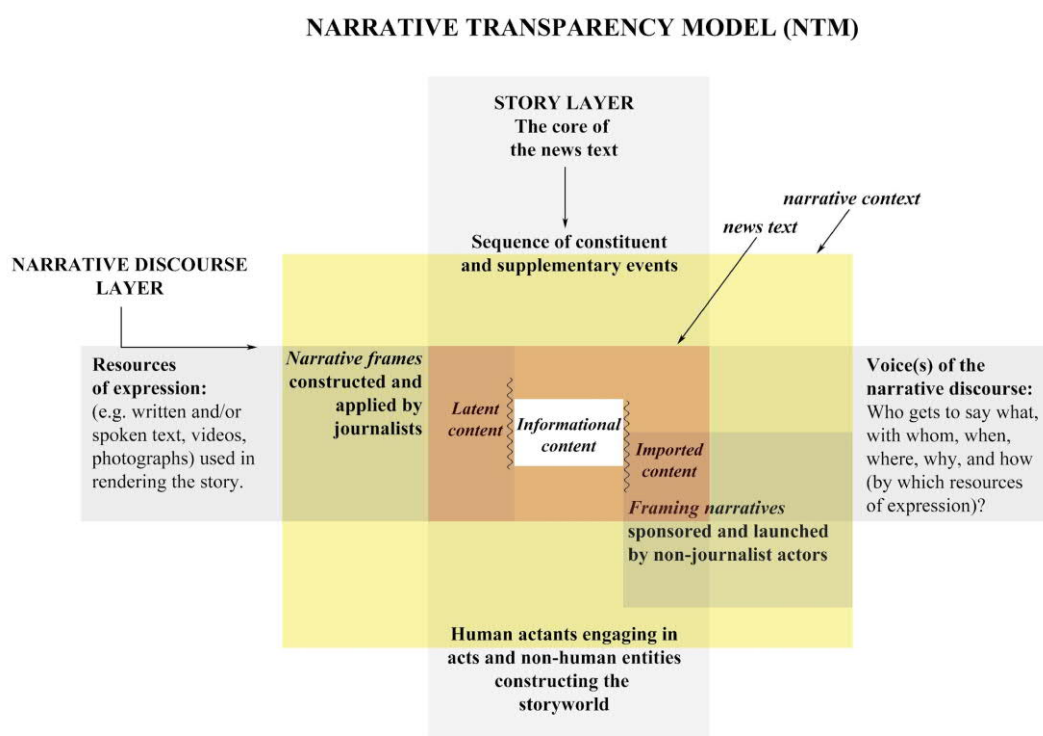 NARRATIVE TRANSPARENCY MODEL (NTM)
STORY LAYER
The core of
the news text
narrative context
news text
Sequence of constituent
and supplementary events
NARRATIVE DISCOURSE
LAYER
Resources
of expression:
(e.g. written and/or
spoken text, videos,
photographs) used in
rendering the story.
Narrative frames
constructed and
applied by
journalists
Latent
content
Informational
content
Imported
content
Framing narratives
sponsored and launched
by non-journalist actors
Voice(s) of the
narrative discourse:
Who gets to say what,
with whom, when,
where, why, and how
(by which resources
of expression)?
Human actants engaging in
acts and non-human entities
constructing the
storyworld